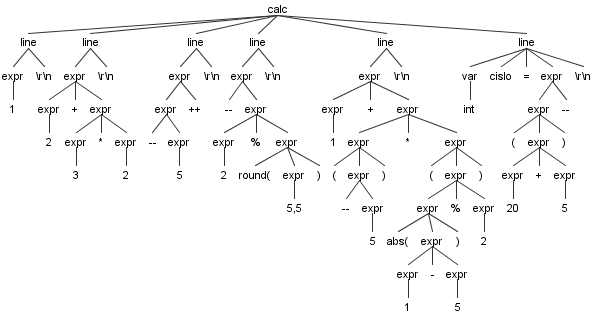 calc
line line line line line line
expr \r\n expr \r\n expr \r\n expr \r\n expr \r\n var cislo = expr \r\n
1 expr + expr expr ++ -- expr expr + expr int expr --
2 expr * expr -- expr expr % expr 1 expr * expr ( expr )
3 2 5 2 round( expr ) ( expr ) ( expr ) expr + expr
5,5 -- expr expr % expr 20 5
5 abs( expr ) 2
expr - expr
1 5